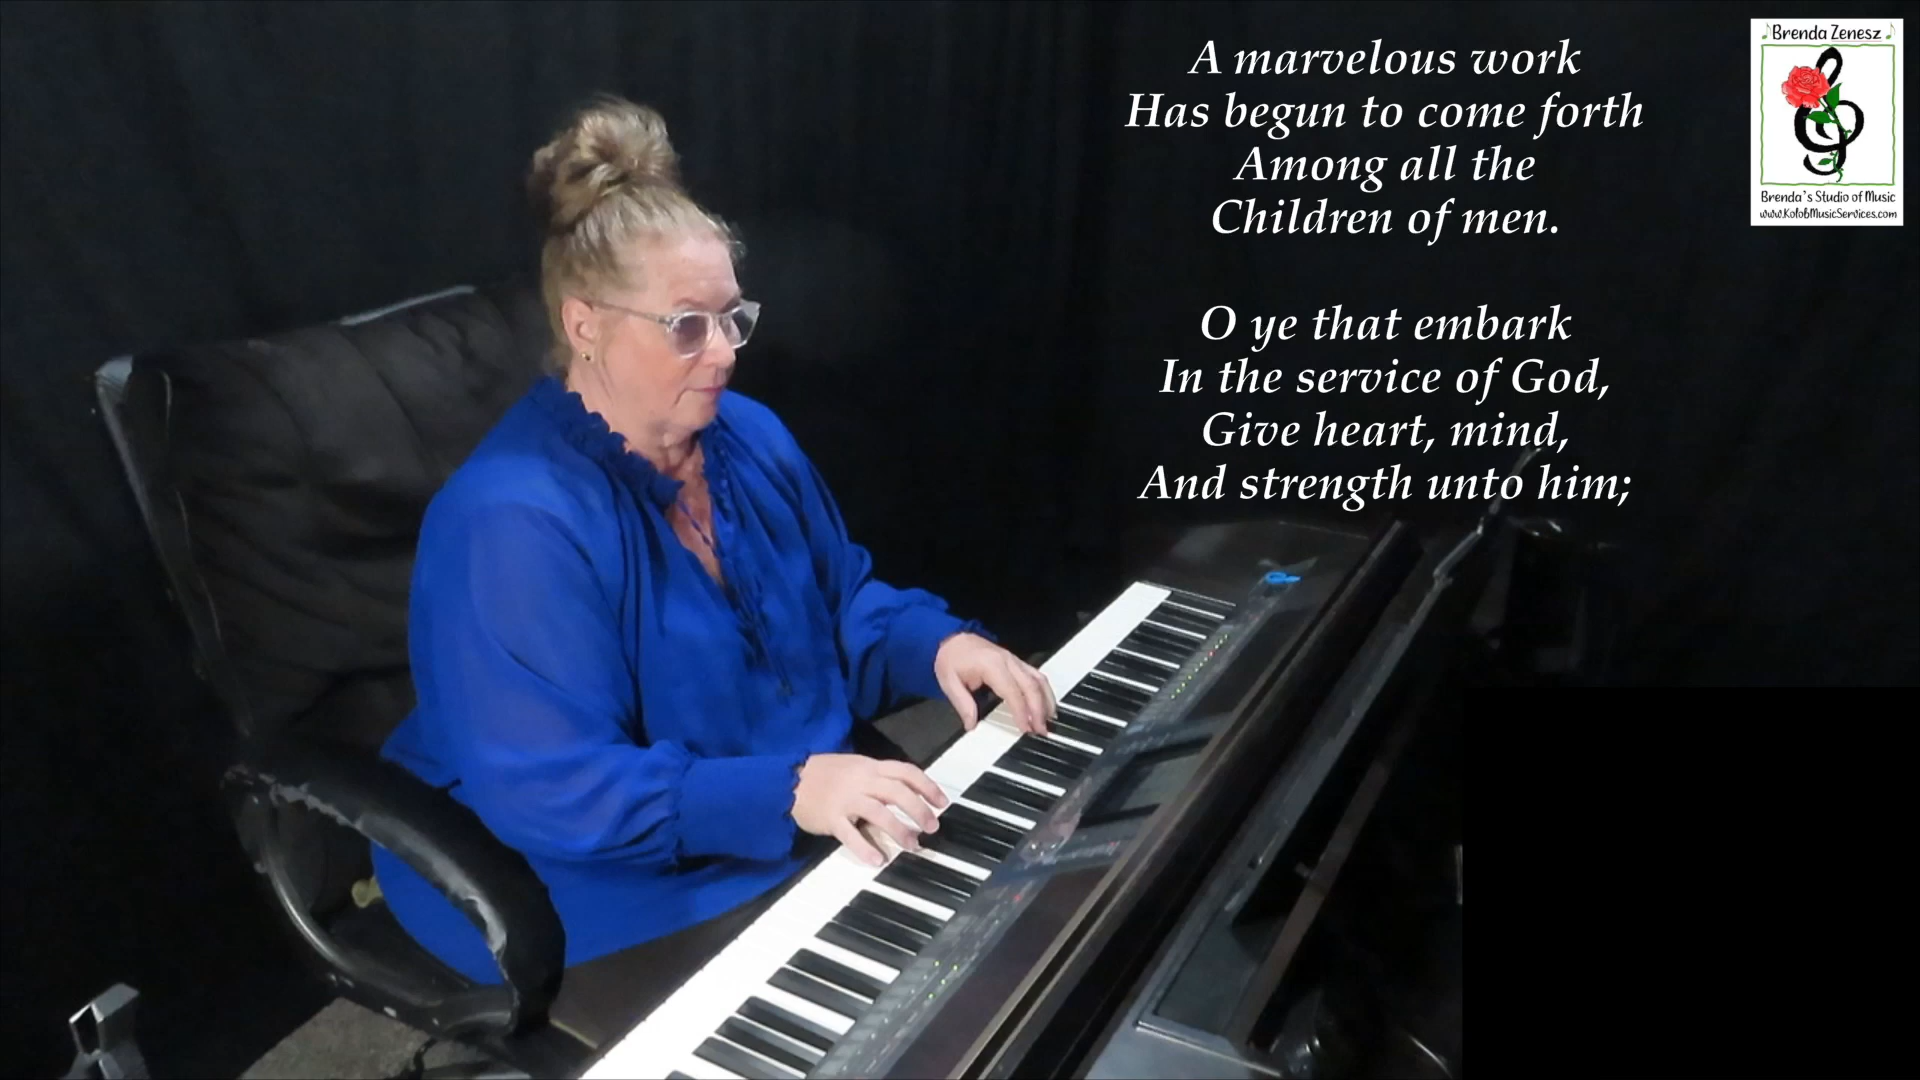 A marvelous work
Has begun to come forth
Among all the
Children of men.
O ye that embark
In the service of God,
Give heart, mind,
And strength unto him;
Brenda Zenesz
Brenda's Studio of Music
www.KolobMusicServices.com